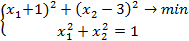 (x₁+1)² + (x₂ − 3)² → min
x₁² + x₂² = 1